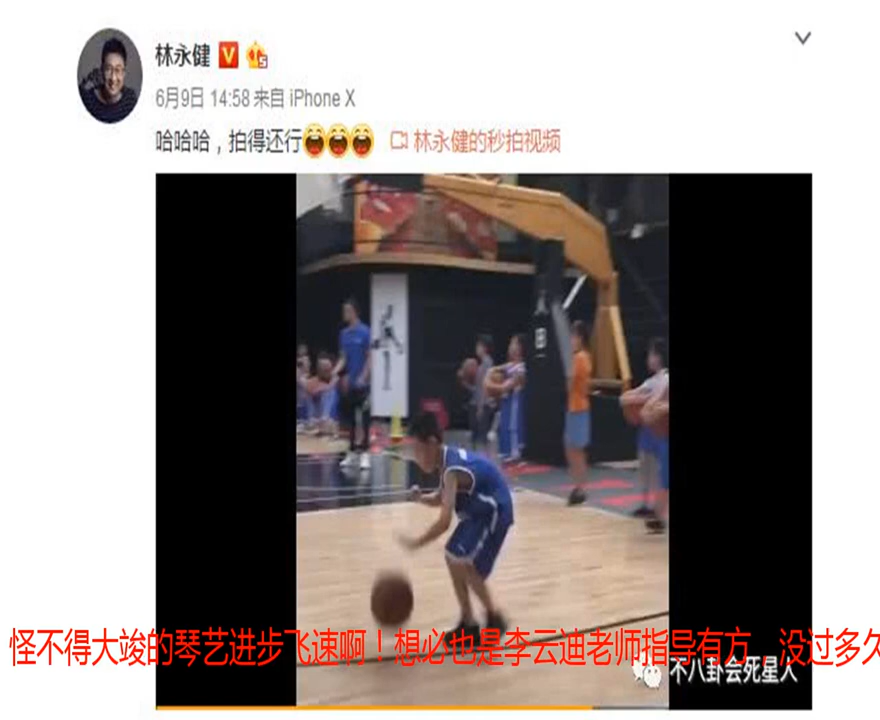 林永健
6月9日 14:58 来自 iPhone X
哈哈哈，拍得还行 林永健的秒拍视频
怪不得大竣的琴艺进步飞速啊！想必也是李云迪老师指导有方，没过多久
不八卦会死星人